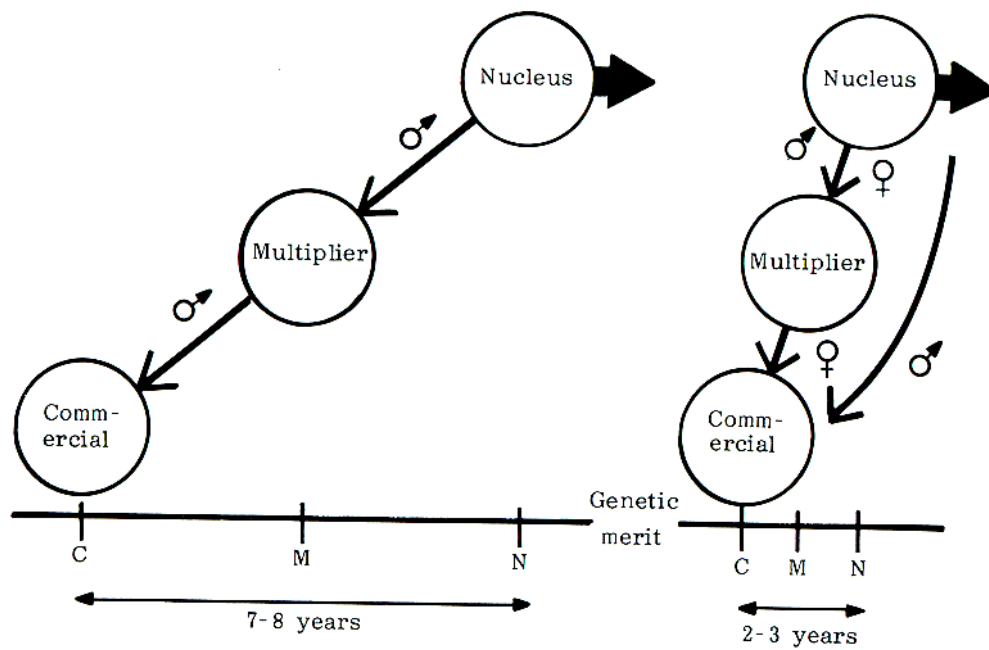 Nucleus
♂
Multiplier
♂
Comm-
ercial
C
M
N
7-8 years
Genetic
merit
Nucleus
♂
♀
Multiplier
♀
♂
Comm-
ercial
C
M
N
2-3 years